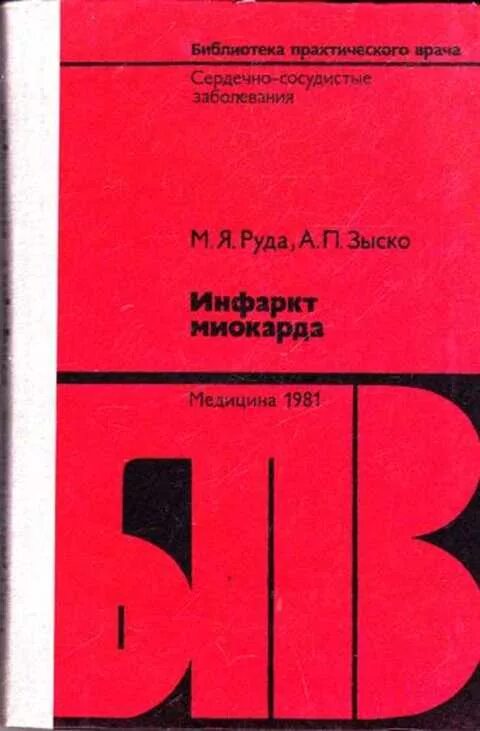 Библиотека практического врача
Сердечно-сосудистые
заболевания
М.Я.Руда, А.П.Зыско
Инфаркт
миокарда
Медицина 1981
БПВ